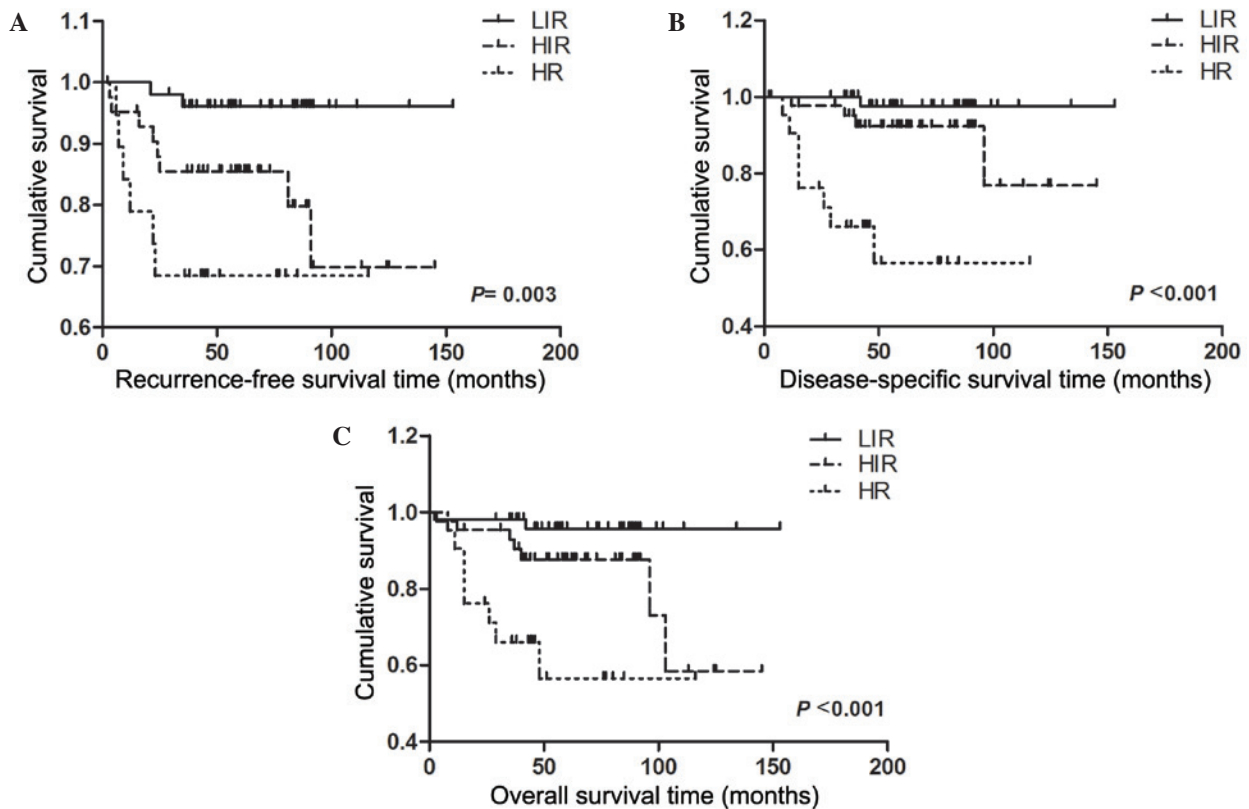 A
Cumulative survival
1.1
1.0
0.9
0.8
0.7
0.6
0
50
100
150
200
LIR
HIR
HR
P= 0.003
Recurrence-free survival time (months)
B
Cumulative survival
1.2
1.0
0.8
0.6
0.4
0
50
100
150
200
LIR
HIR
HR
P <0.001
Disease-specific survival time (months)
C
Cumulative survival
1.2
1.0
0.8
0.6
0.4
0
50
100
150
200
LIR
HIR
HR
P <0.001
Overall survival time (months)